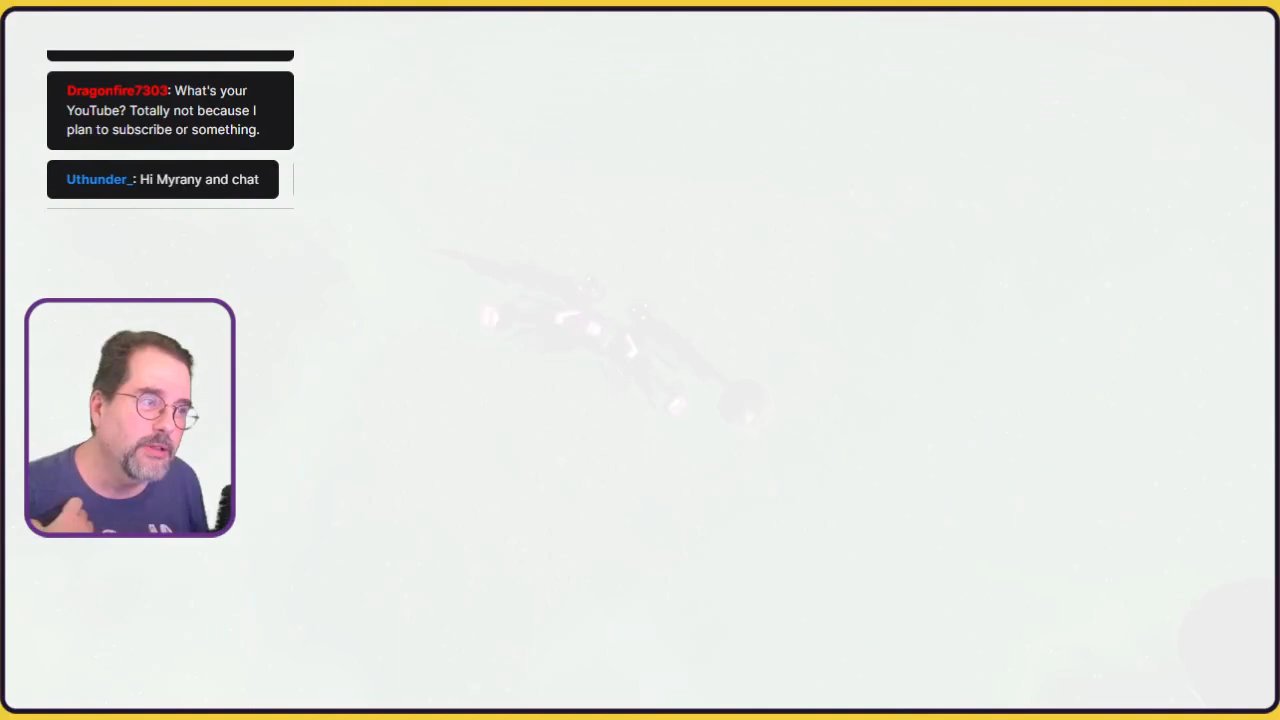 Dragonfire7303: What's your
YouTube? Totally not because I
plan to subscribe or something.
Uthunder_: Hi Myrany and chat